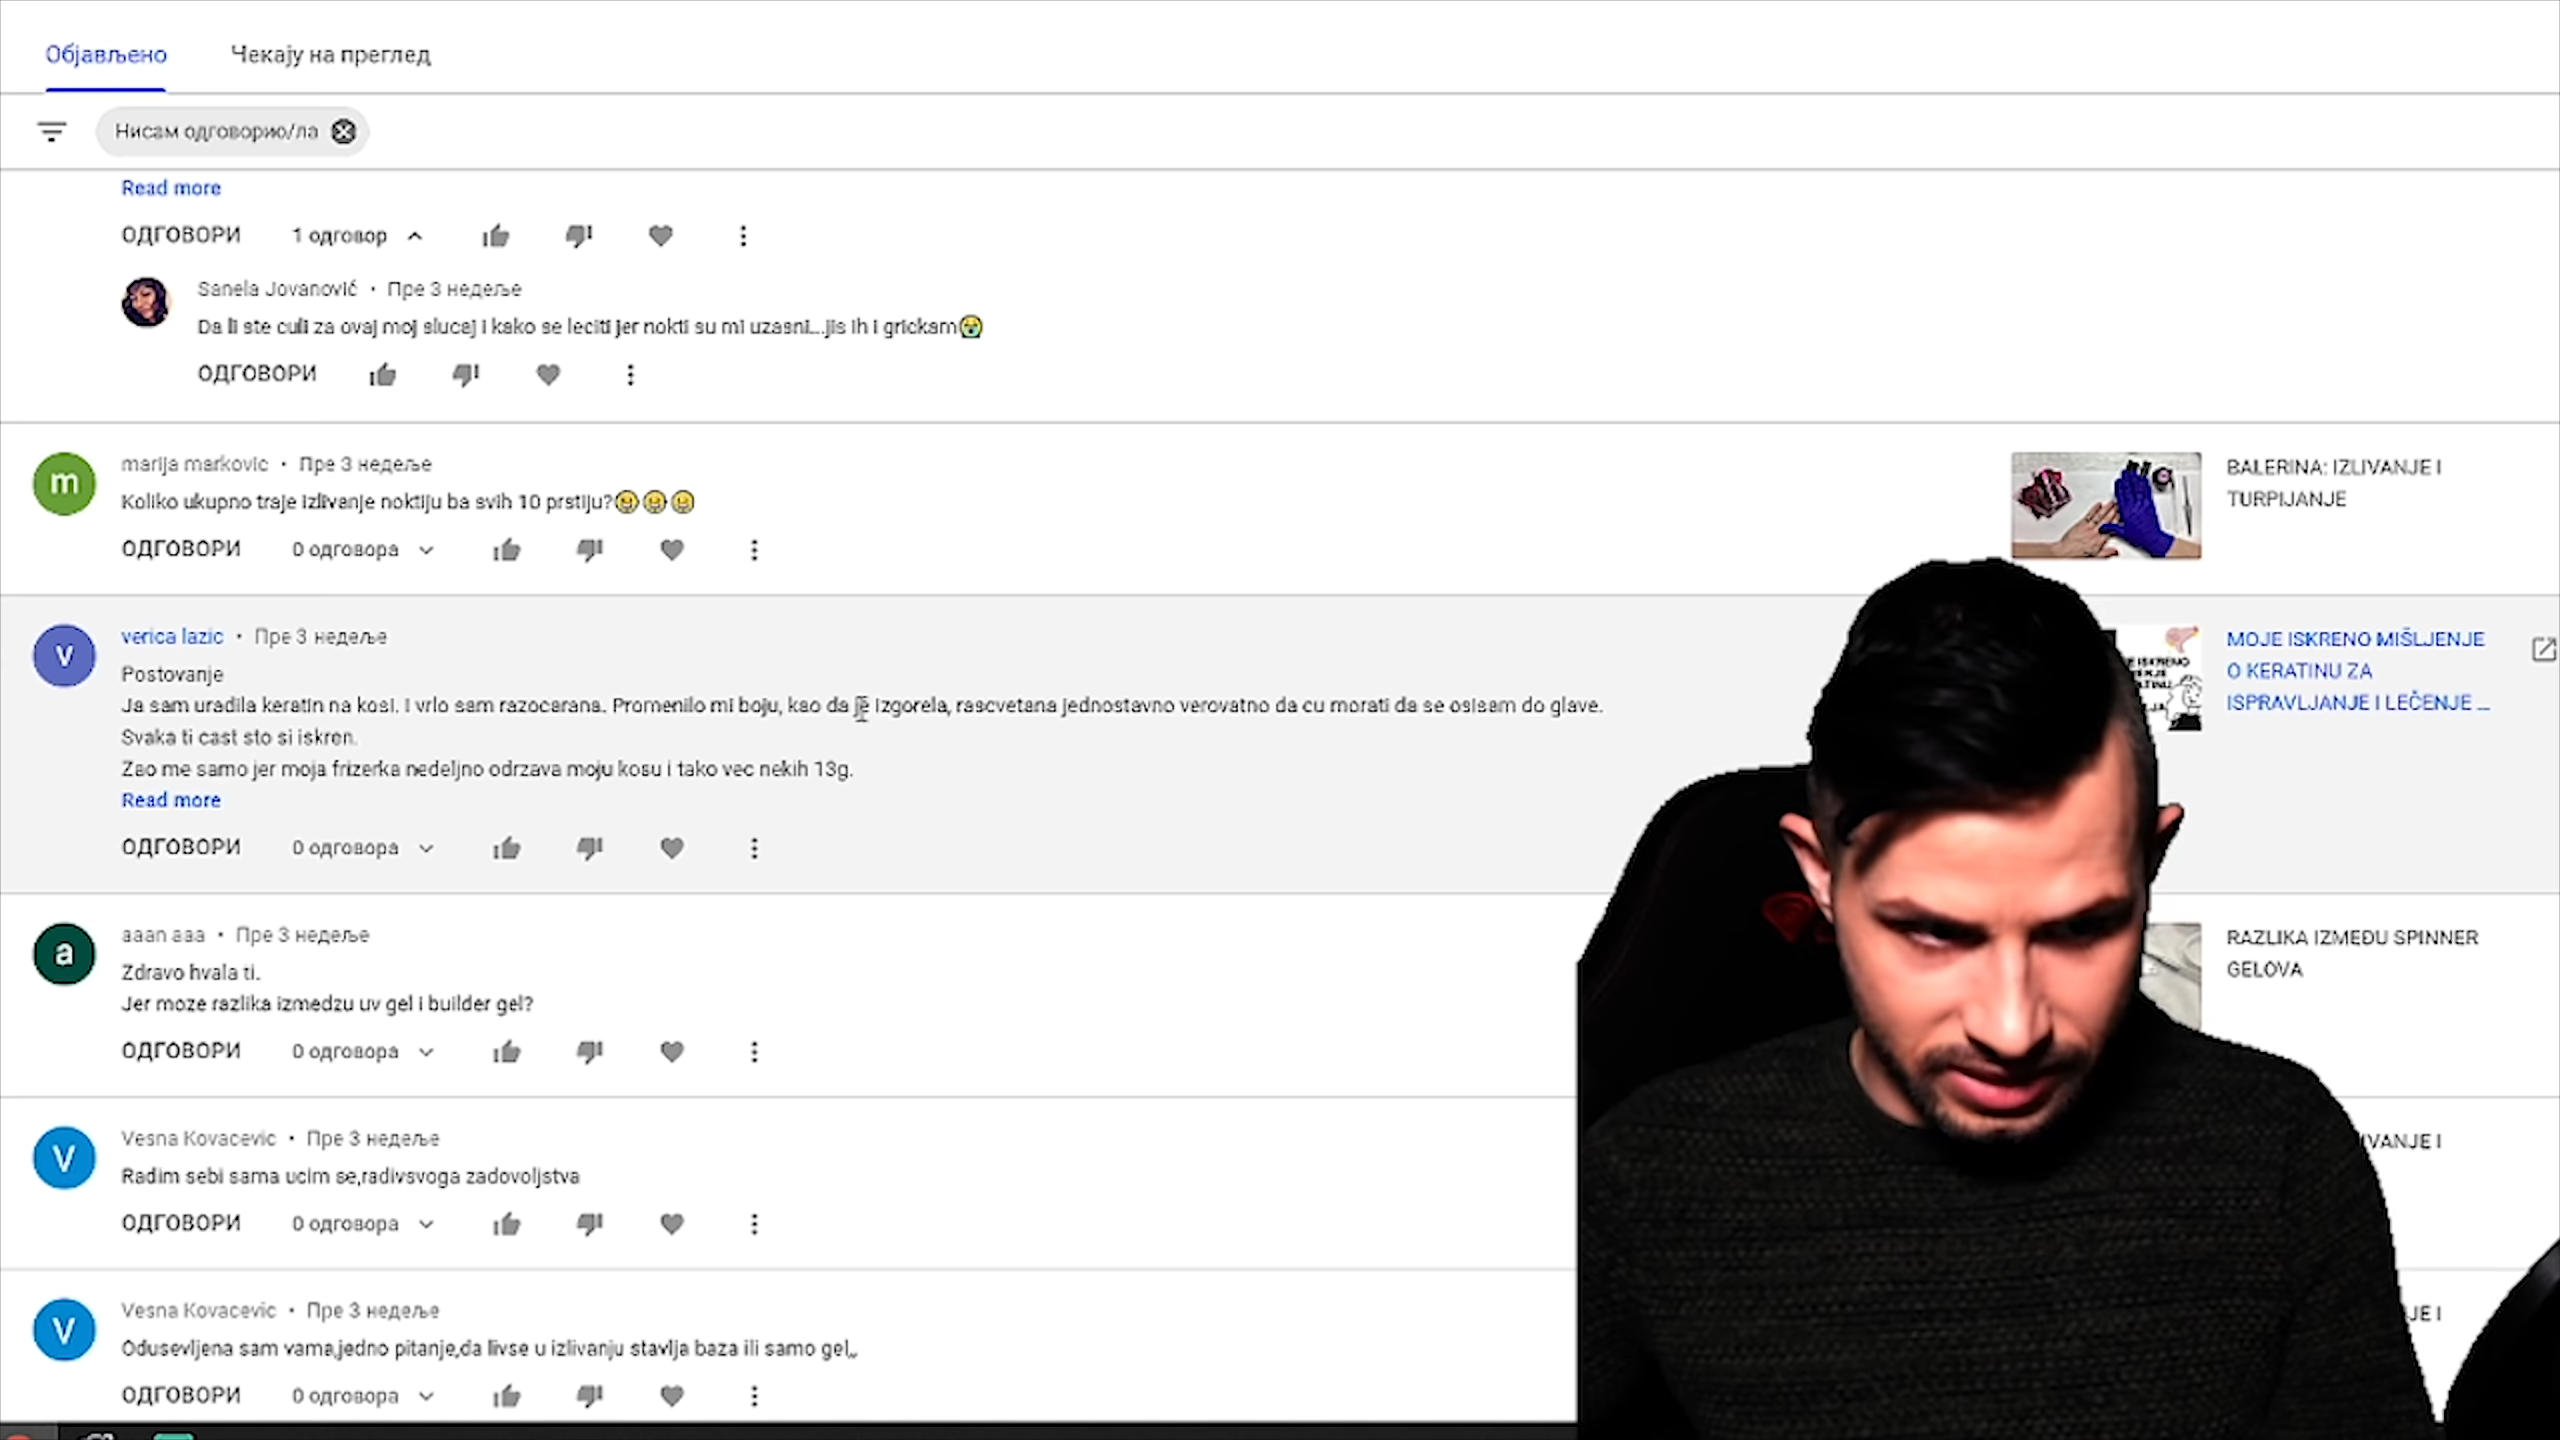 Објављено
Чекају на преглед
Нисам одговорио/ла
Read more
ОДГОВОРИ 1 одговор
Sanela Jovanović • Пре 3 недеље
Da li ste culi za ovaj moj slucaj i kako se leciti jer nokti su mi uzasni...jis ih i grickam😭
ОДГОВОРИ
m
marija markovic • Пре 3 недеље
Koliko ukupno traje izlivanje noktiju ba svih 10 prstiju?
ОДГОВОРИ 0 одговора
BALERINA: IZLIVANJE I
TURPIJANJE
v
verica lazic • Пре 3 недеље
Postovanje
Ja sam uradila keratin na kosi. I vrlo sam razocarana. Promenilo mi boju, kao da je izgorela, rascvetana jednostavno verovatno da cu morati da se osisam do glave.
Svaka ti cast sto si iskren.
Zao me samo jer moja frizerka nedeljno odrzava moju kosu i tako vec nekih 13g.
Read more
ОДГОВОРИ 0 одговора
MOJE ISKRENO MIŠLJENJE
O KERATINU ZA
ISPRAVLJANJE I LEČENJE ...
a
aaan aaa • Пре 3 недеље
Zdravo hvala ti.
Jer moze razlika izmedzu uv gel i builder gel?
ОДГОВОРИ 0 одговора
RAZLIKA IZMEĐU SPINNER
GELOVA
V
Vesna Kovacevic • Пре 3 недеље
Radim sebi sama ucim se,radivsvoga zadovoljstva
ОДГОВОРИ 0 одговора
VANJE I
V
Vesna Kovacevic • Пре 3 недеље
Odusevljena sam vama,jedno pitanje,da livse u izlivanju stavlja baza ili samo gel,,
ОДГОВОРИ 0 одговора
JE I